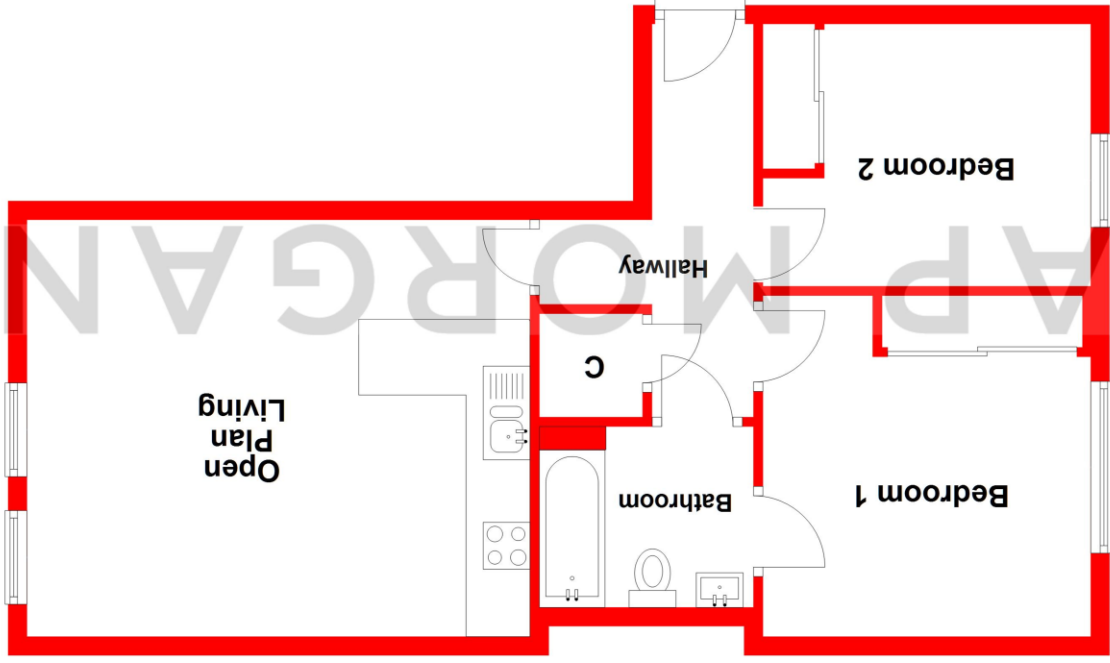 Bedroom 1
Bathroom
Open
Plan
Living
C
Hallway
AP MORGAN
Bedroom 2